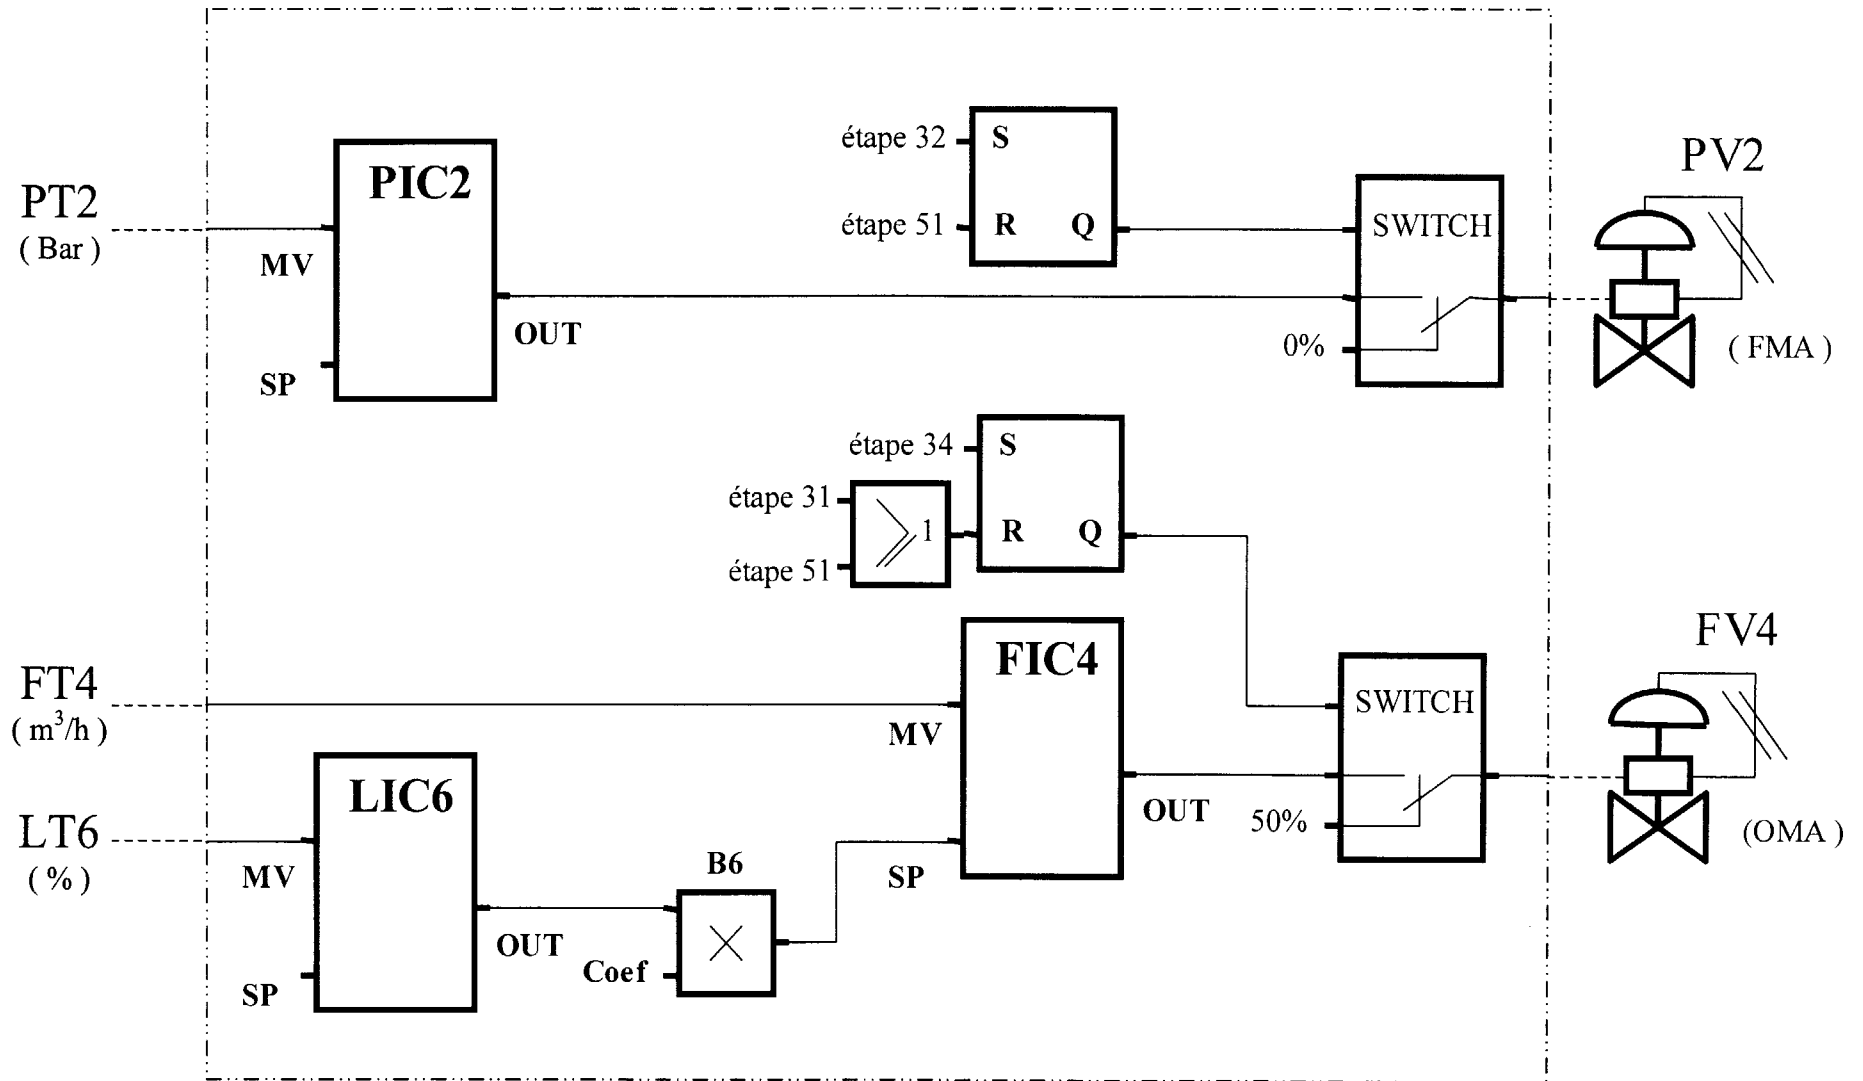 PT2
( Bar )
PIC2
MV
SP
OUT
étape 32
S
étape 51
R
Q
SWITCH
0%
PV2
( FMA )
étape 34
S
étape 31
étape 51
⩾ 1
R
Q
FT4
( m³/h )
FIC4
MV
SP
OUT
SWITCH
50%
FV4
(OMA )
LT6
( % )
LIC6
MV
SP
OUT
B6
×
Coef